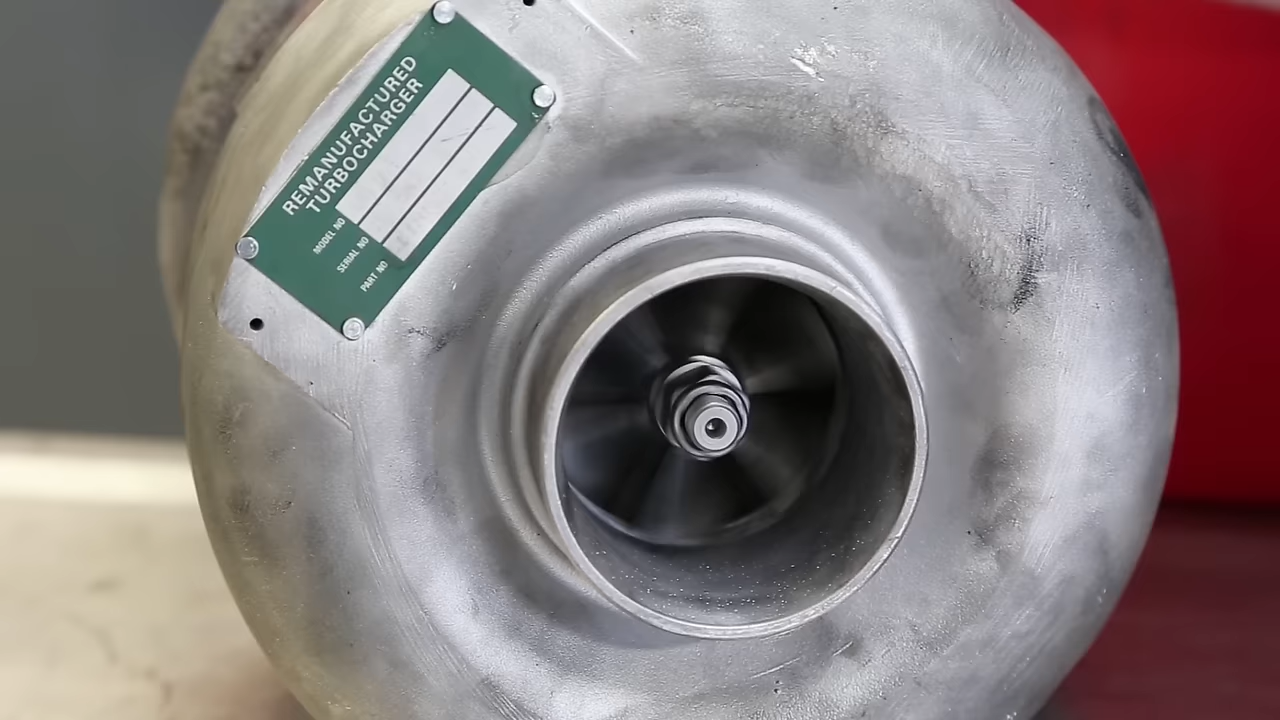 REMANUFACTURED
TURBOCHARGER
MODEL NO
SERIAL NO
PART NO